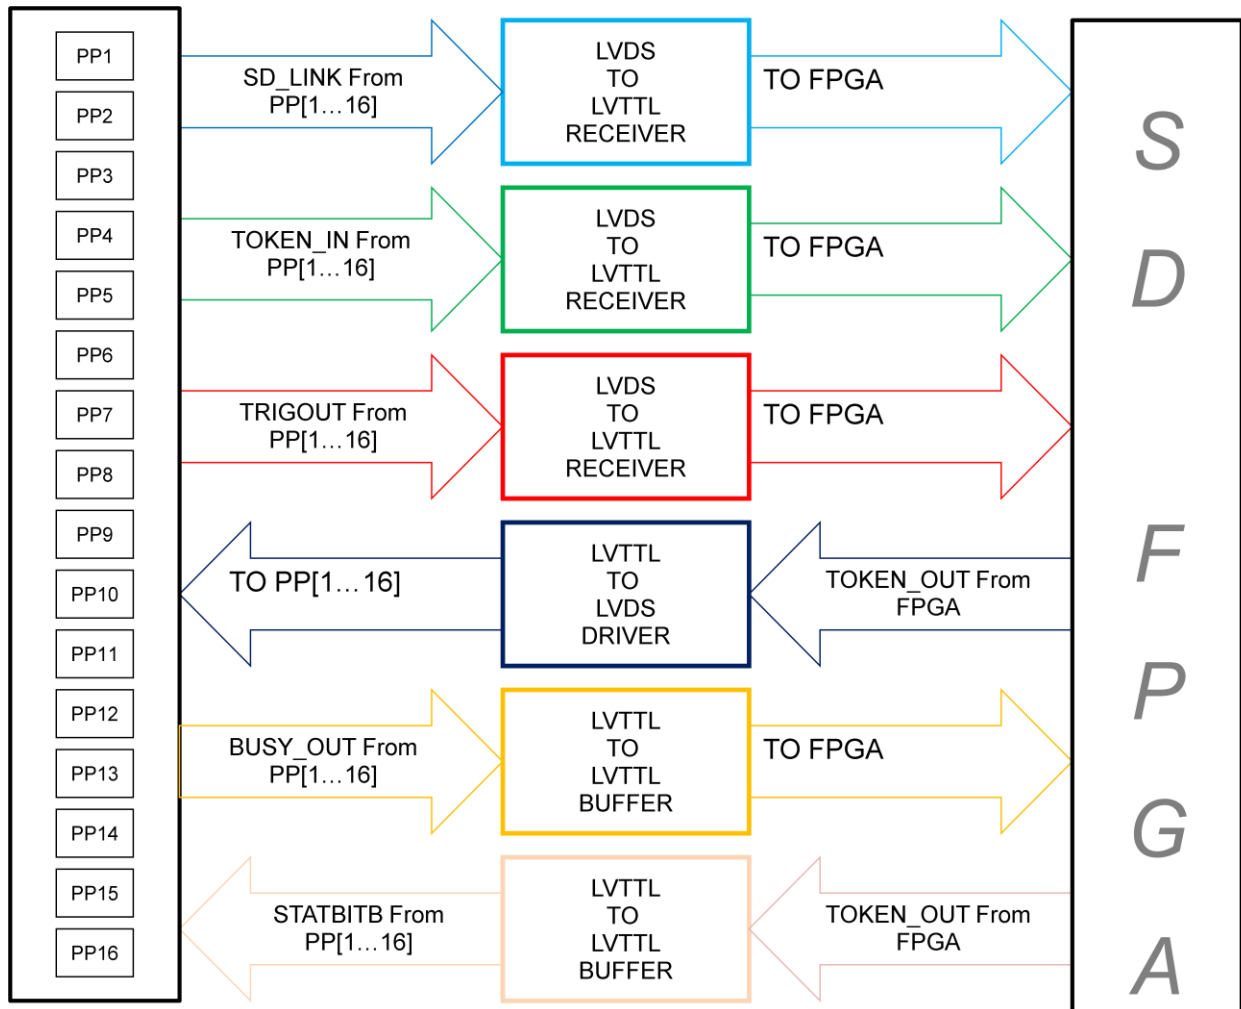 PP1
PP2
PP3
PP4
PP5
PP6
PP7
PP8
PP9
PP10
PP11
PP12
PP13
PP14
PP15
PP16
SD_LINK From
PP[1...16]
LVDS
TO
LVTTL
RECEIVER
TO FPGA
TOKEN_IN From
PP[1...16]
LVDS
TO
LVTTL
RECEIVER
TO FPGA
TRIGOUT From
PP[1...16]
LVDS
TO
LVTTL
RECEIVER
TO FPGA
TO PP[1...16]
LVTTL
TO
LVDS
DRIVER
TOKEN_OUT From
FPGA
BUSY_OUT From
PP[1...16]
LVTTL
TO
LVTTL
BUFFER
TO FPGA
STATBITB From
PP[1...16]
LVTTL
TO
LVTTL
BUFFER
TOKEN_OUT From
FPGA
S
D
F
P
G
A